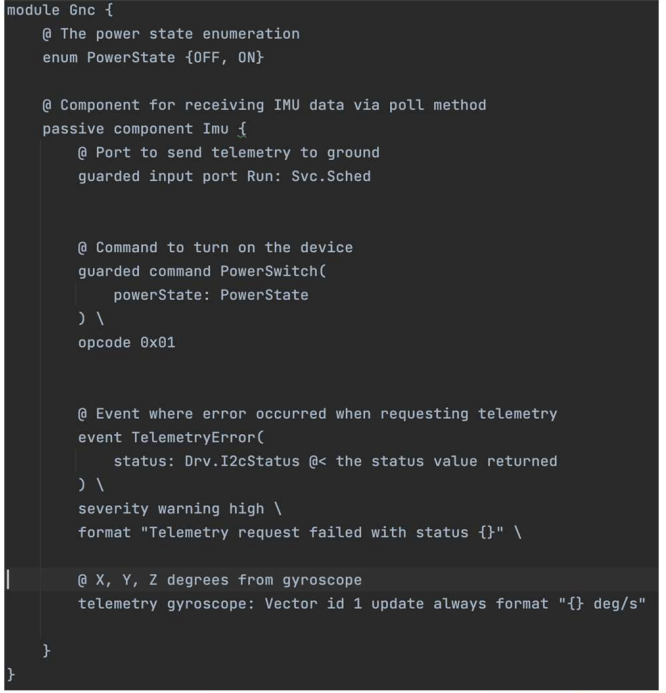 module Gnc {
@ The power state enumeration
enum PowerState {OFF, ON}
@ Component for receiving IMU data via poll method
passive component Imu {
@ Port to send telemetry to ground
guarded input port Run: Svc.Sched
@ Command to turn on the device
guarded command PowerSwitch(
powerState: PowerState
) \
opcode 0x01
@ Event where error occurred when requesting telemetry
event TelemetryError(
status: Drv.I2cStatus @< the status value returned
) \
severity warning high \
format "Telemetry request failed with status {}" \
@ X, Y, Z degrees from gyroscope
telemetry gyroscope: Vector id 1 update always format "{} deg/s"
}
}